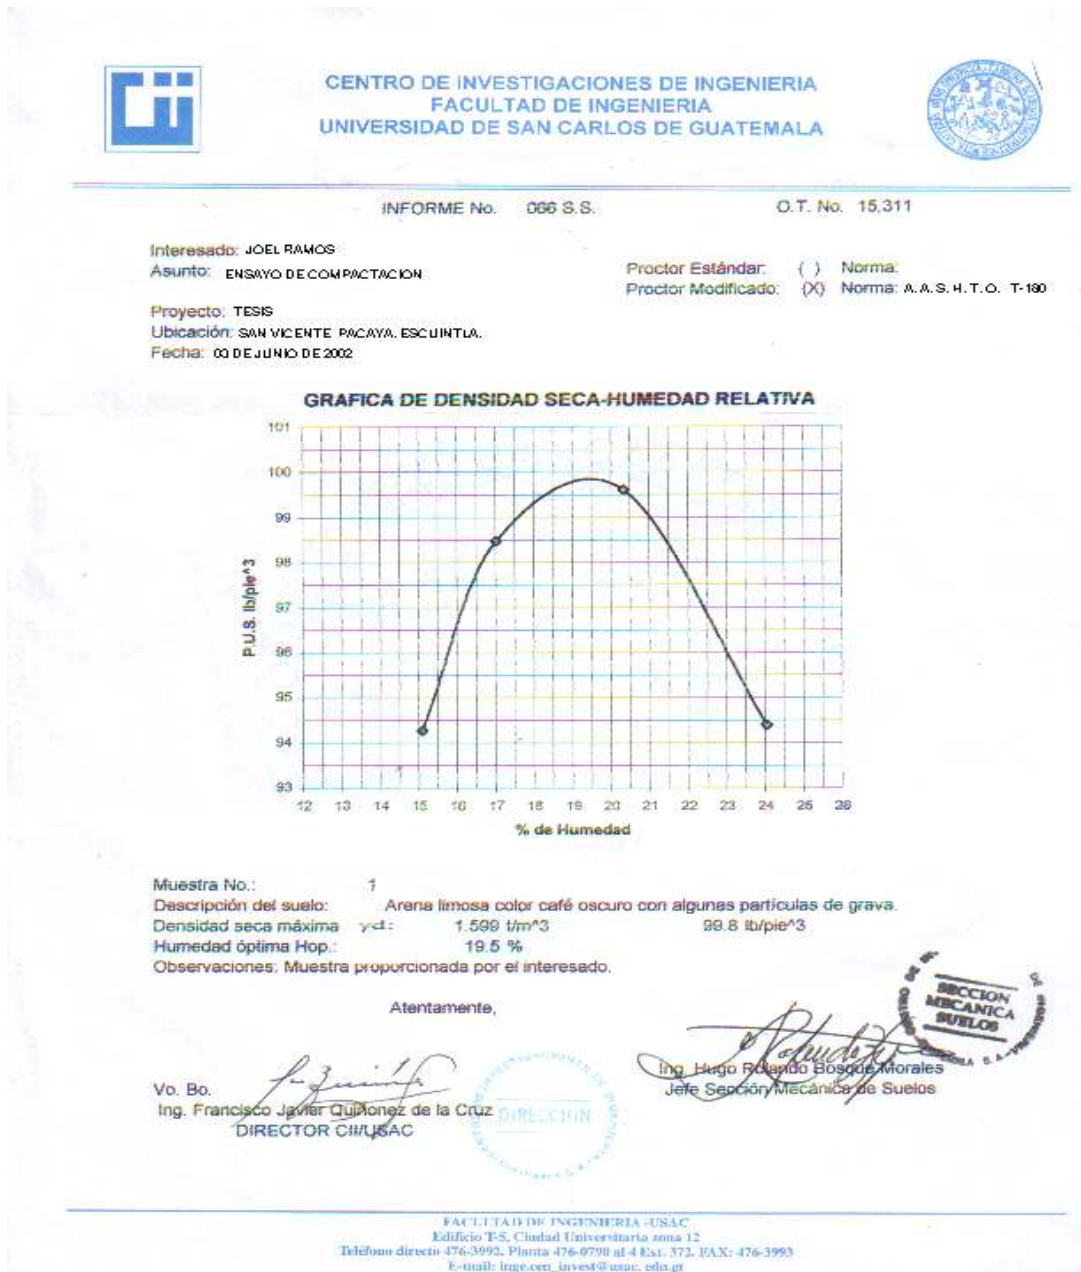 CENTRO DE INVESTIGACIONES DE INGENIERIA
FACULTAD DE INGENIERIA
UNIVERSIDAD DE SAN CARLOS DE GUATEMALA
INFORME No. 066 S.S. O.T. No. 15,311
Interesado: JOEL RAMOS
Asunto: ENSAYO DE COMPACTACION
Proctor Estándar: ( ) Norma:
Proctor Modificado: (X) Norma: A.A.S.H.T.O. T-180
Proyecto: TESIS
Ubicación: SAN VICENTE PACAYA. ESCUINTLA.
Fecha: 03 DE JUNIO DE 2002
GRAFICA DE DENSIDAD SECA-HUMEDAD RELATIVA
101
100
99
98
97
96
95
94
93
P.U.S. lb/pie^3
12 13 14 15 16 17 18 19 20 21 22 23 24 25 26
% de Humedad
Muestra No.: 1
Descripción del suelo: Arena limosa color café oscuro con algunas partículas de grava.
Densidad seca máxima γd: 1.599 t/m^3 99.8 lb/pie^3
Humedad óptima Hop.: 19.5 %
Observaciones: Muestra proporcionada por el interesado.
Atentamente,
SECCION
MECANICA
SUELOS
Ing. Hugo Rolando Bosque Morales
Jefe Sección Mecánica de Suelos
Vo. Bo.
Ing. Francisco Javier Quiñonez de la Cruz
DIRECTOR CII/USAC
DIRECCION
FACULTAD DE INGENIERIA -USAC
Edificio T-5, Ciudad Universitaria zona 12
Teléfono directo 476-3992. Planta 476-0790 al 4 Ext. 372. FAX: 476-3993
E-mail: inge.cen_invest@usac. edu.gt